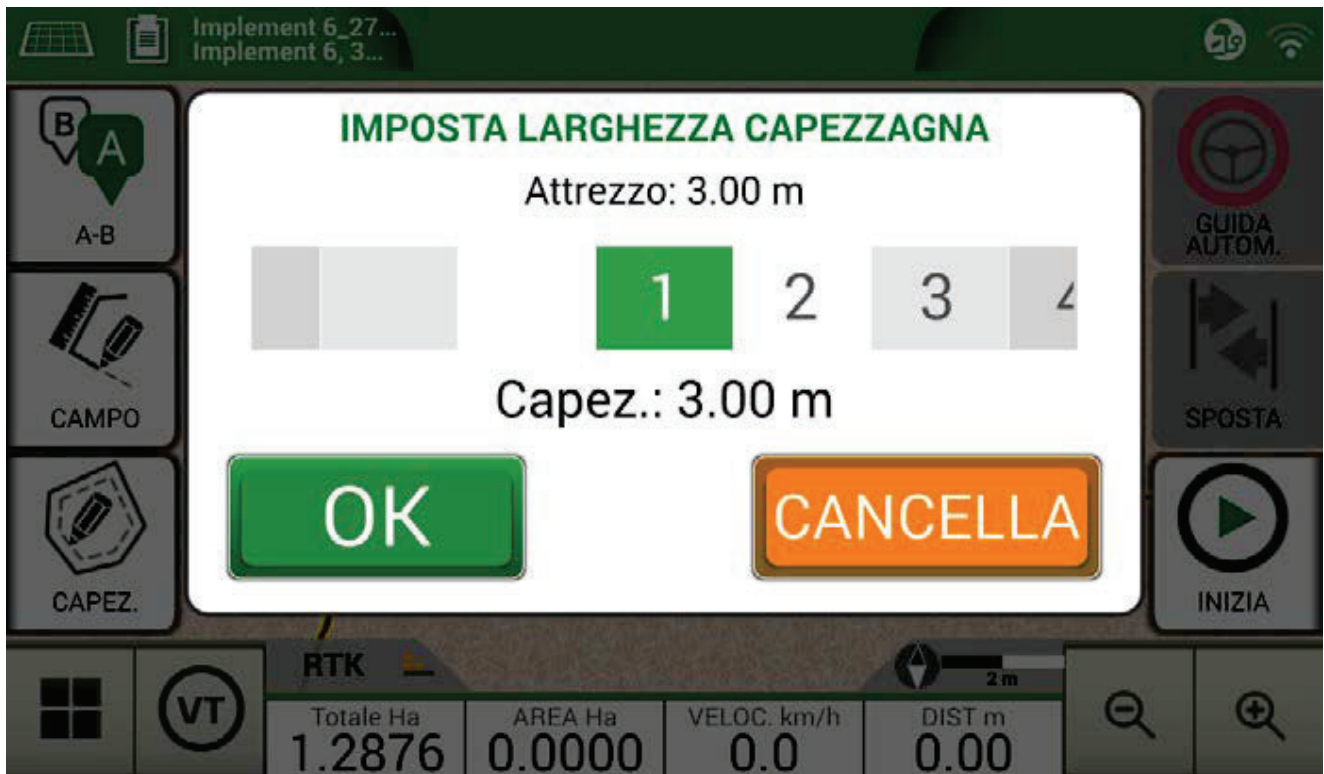 Implement 6_27...
Implement 6, 3...
B
A
A-B
CAMPO
CAPEZ.
IMPOSTA LARGHEZZA CAPEZZAGNA
Attrezzo: 3.00 m
1 2 3 4
Capez.: 3.00 m
OK
CANCELLA
GUIDA
AUTOM.
SPOSTA
INIZIA
VT
RTK
2 m
Totale Ha
1.2876
AREA Ha
0.0000
VELOC. km/h
0.0
DIST m
0.00